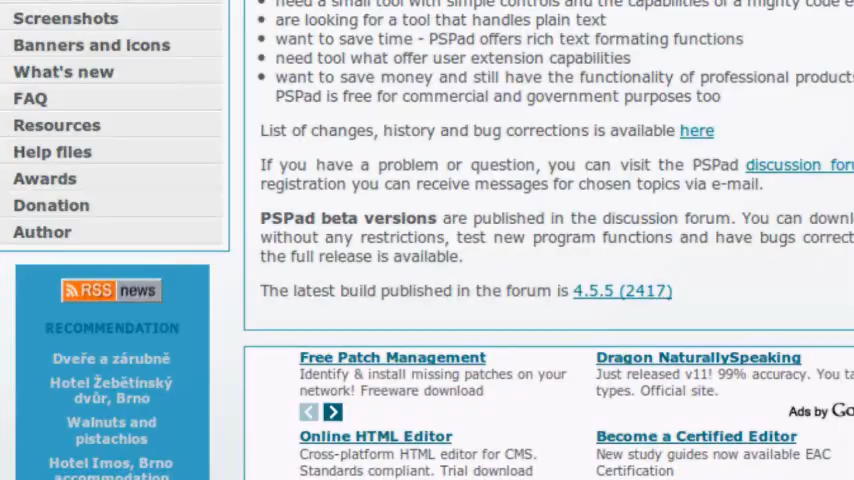 Screenshots
Banners and icons
What's new
FAQ
Resources
Help files
Awards
Donation
Author
RSS news
RECOMMENDATION
Dveře a zárubně
Hotel Žebětínský
dvůr, Brno
Walnuts and
pistachios
Hotel Imos, Brno
accommodation
need a small tool with simple controls and the capabilities of a mighty code
are looking for a tool that handles plain text
want to save time - PSPad offers rich text formating functions
need tool what offer user extension capabilities
want to save money and still have the functionality of professional
PSPad is free for commercial and government purposes too
List of changes, history and bug corrections is available here
If you have a problem or question, you can visit the PSPad discussion
registration you can receive messages for chosen topics via e-mail.
PSPad beta versions are published in the discussion forum. You can
without any restrictions, test new program functions and have bugs
the full release is available.
The latest build published in the forum is 4.5.5 (2417)
Free Patch Management
Identify & install missing patches on your
network! Freeware download
Dragon NaturallySpeaking
Just released v11! 99% accuracy. You
types. Official site.
Ads by
Online HTML Editor
Cross-platform HTML editor for CMS.
Standards compliant. Trial download
Become a Certified Editor
New study guides now available EAC
Certification